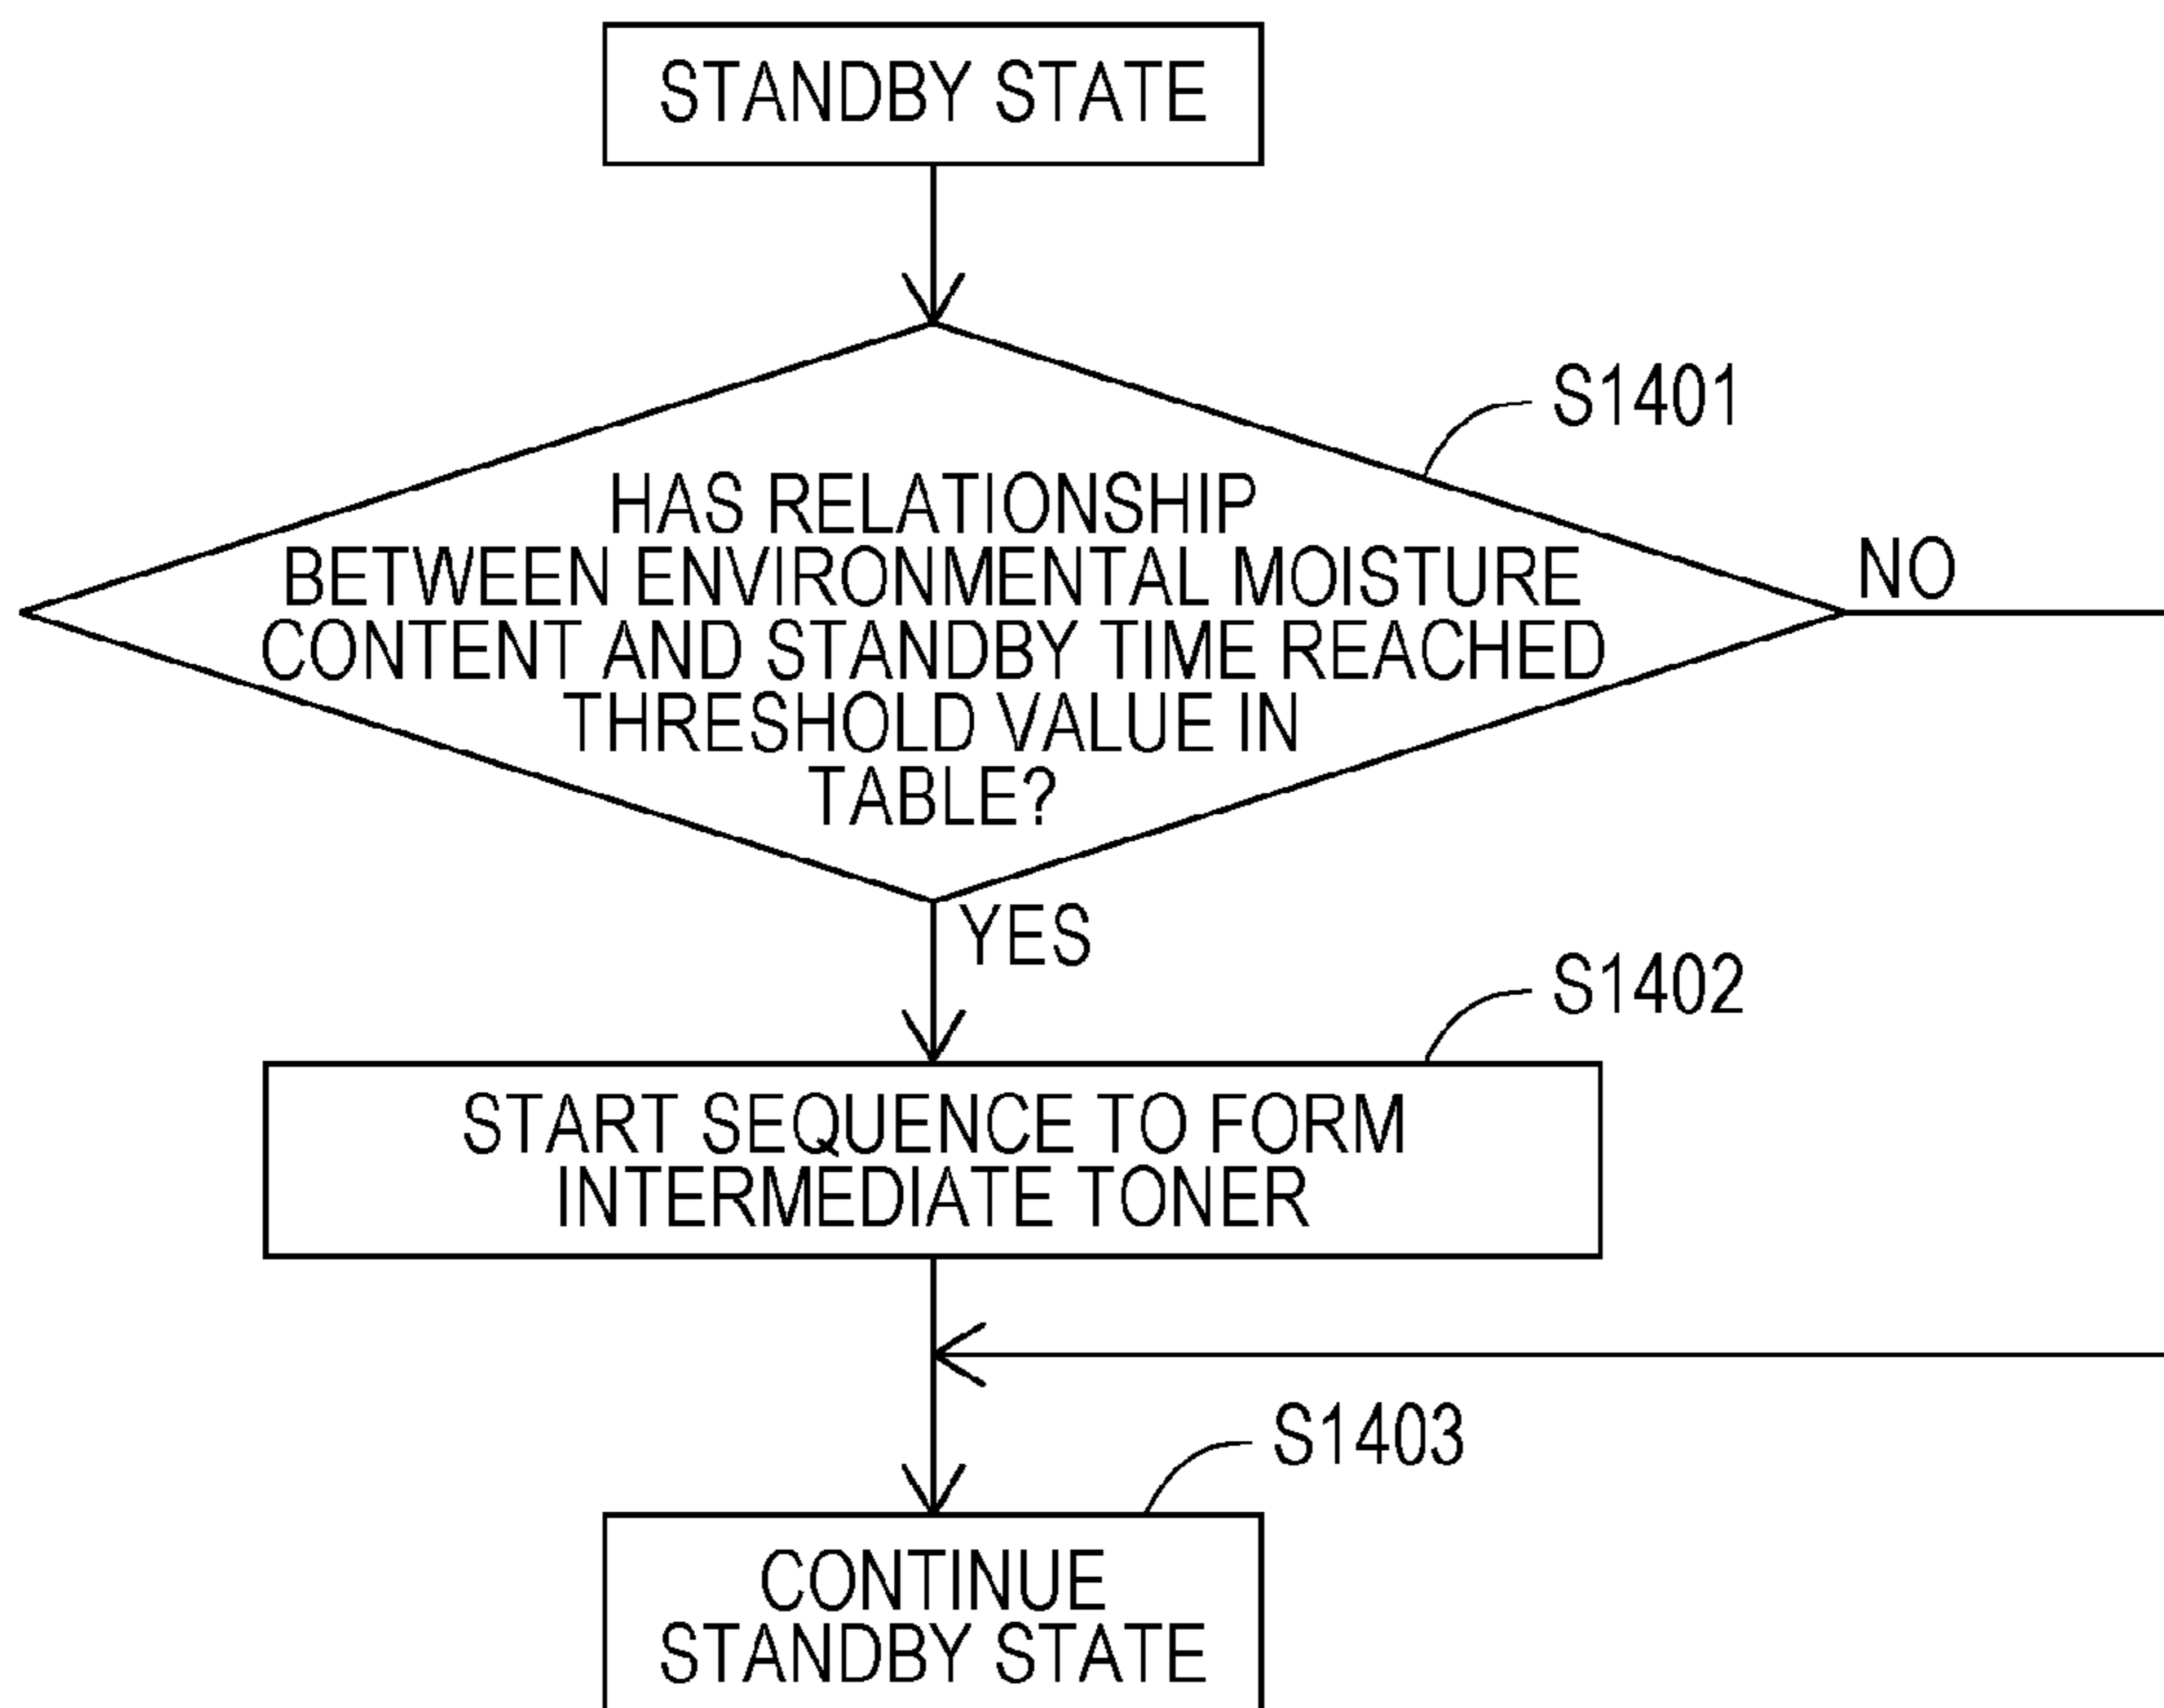 STANDBY STATE
S1401
HAS RELATIONSHIP
BETWEEN ENVIRONMENTAL MOISTURE
CONTENT AND STANDBY TIME REACHED
THRESHOLD VALUE IN
TABLE?
NO
YES
S1402
START SEQUENCE TO FORM
INTERMEDIATE TONER
S1403
CONTINUE
STANDBY STATE